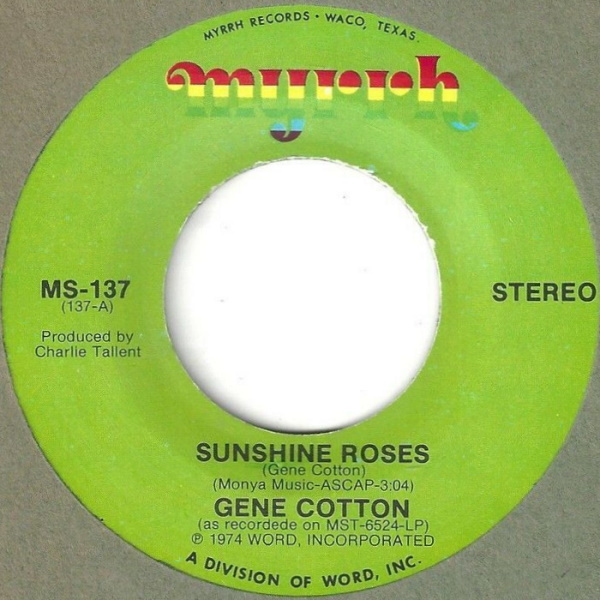 MYRRH RECORDS • WACO, TEXAS.
myrrh
MS-137
(137-A)
Produced by
Charlie Tallent
STEREO
SUNSHINE ROSES
(Gene Cotton)
(Monya Music-ASCAP-3:04)
GENE COTTON
(as recordede on MST-6524-LP)
℗ 1974 WORD, INCORPORATED
A DIVISION OF WORD, INC.